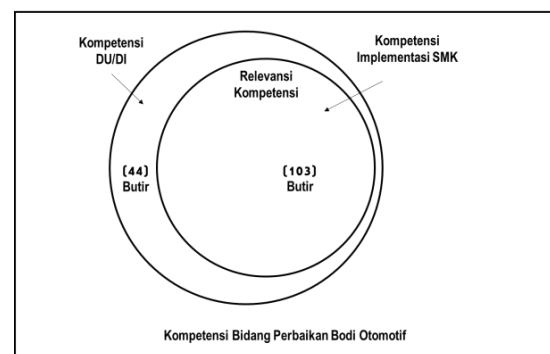 Kompetensi
DU/DI
Kompetensi
Implementasi SMK
Relevansi
Kompetensi
(44)
Butir
(103)
Butir
Kompetensi Bidang Perbaikan Bodi Otomotif